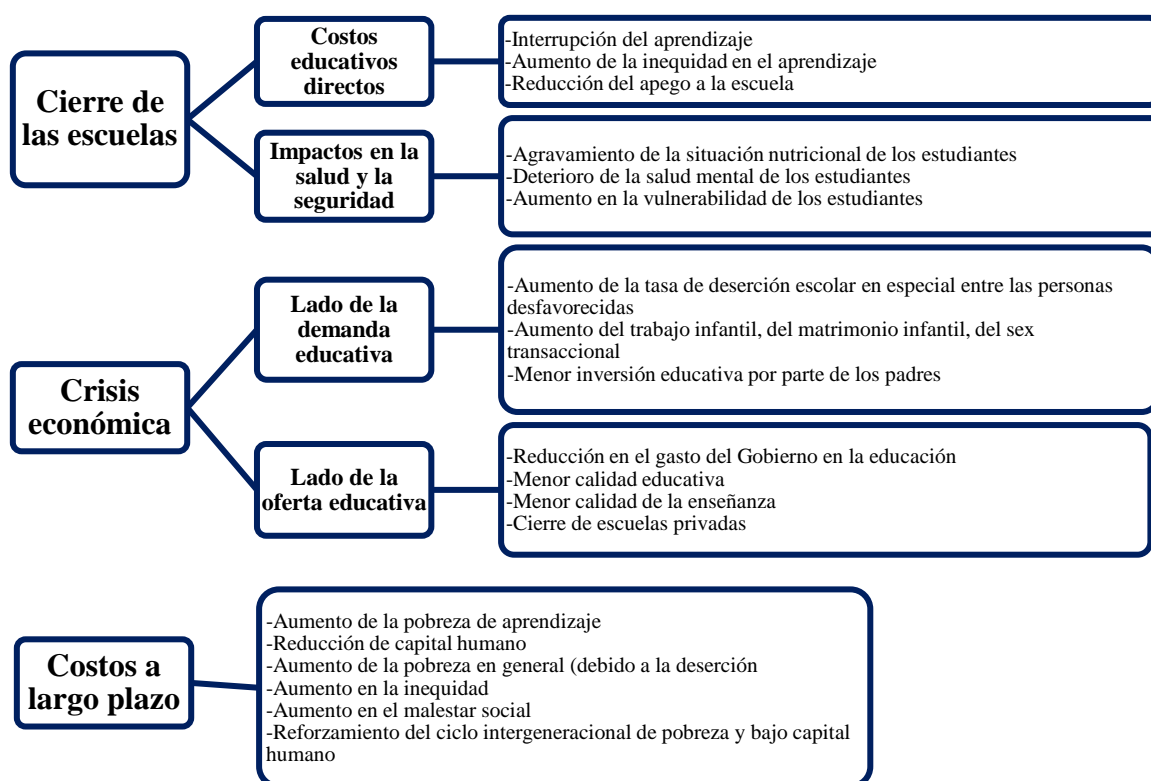 Cierre de
las escuelas
Costos
educativos
directos
-Interrupción del aprendizaje
-Aumento de la inequidad en el aprendizaje
-Reducción del apego a la escuela
Impactos en la
salud y la
seguridad
-Agravamiento de la situación nutricional de los estudiantes
-Deterioro de la salud mental de los estudiantes
-Aumento en la vulnerabilidad de los estudiantes
Crisis
económica
Lado de la
demanda
educativa
-Aumento de la tasa de deserción escolar en especial entre las personas
desfavorecidas
-Aumento del trabajo infantil, del matrimonio infantil, del sex
transaccional
-Menor inversión educativa por parte de los padres
Lado de la
oferta educativa
-Reducción en el gasto del Gobierno en la educación
-Menor calidad educativa
-Menor calidad de la enseñanza
-Cierre de escuelas privadas
Costos a
largo plazo
-Aumento de la pobreza de aprendizaje
-Reducción de capital humano
-Aumento de la pobreza en general (debido a la deserción
-Aumento en la inequidad
-Aumento en el malestar social
-Reforzamiento del ciclo intergeneracional de pobreza y bajo capital
humano